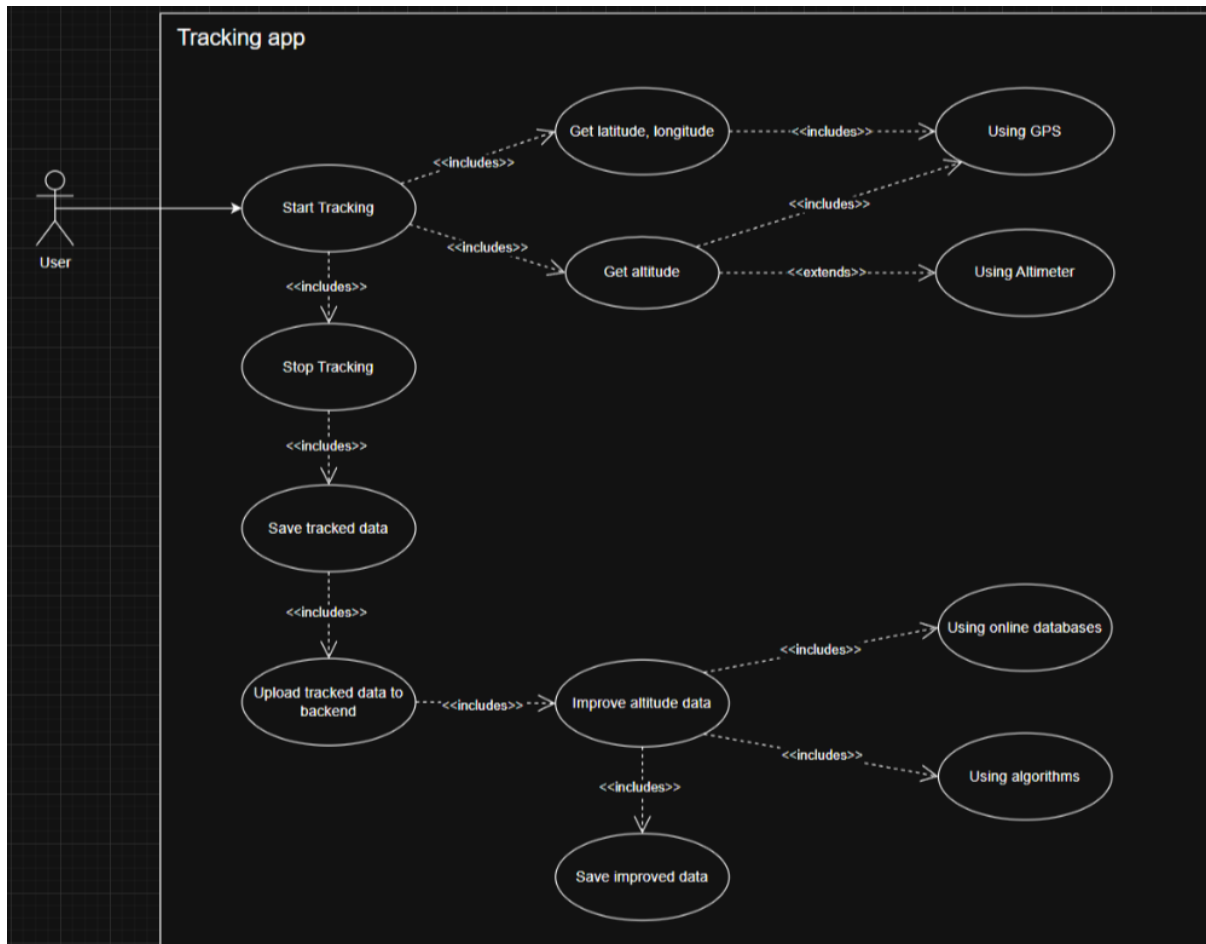 Tracking app
Get latitude, longitude
<<includes>>
Using GPS
<<includes>>
Start Tracking
<<includes>>
User
<<includes>>
Get altitude
<<extends>>
Using Altimeter
<<includes>>
Stop Tracking
<<includes>>
Save tracked data
<<includes>>
Using online databases
<<includes>>
Upload tracked data to
backend
<<includes>>
Improve altitude data
<<includes>>
Using algorithms
<<includes>>
Save improved data